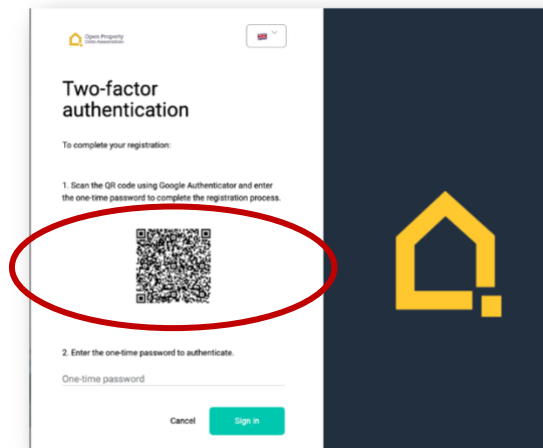 Open Property
Data Association
Two-factor
authentication
To complete your registration:
1. Scan the QR code using Google Authenticator and enter
the one-time password to complete the registration process.
2. Enter the one-time password to authenticate.
One-time password
Cancel
Sign in